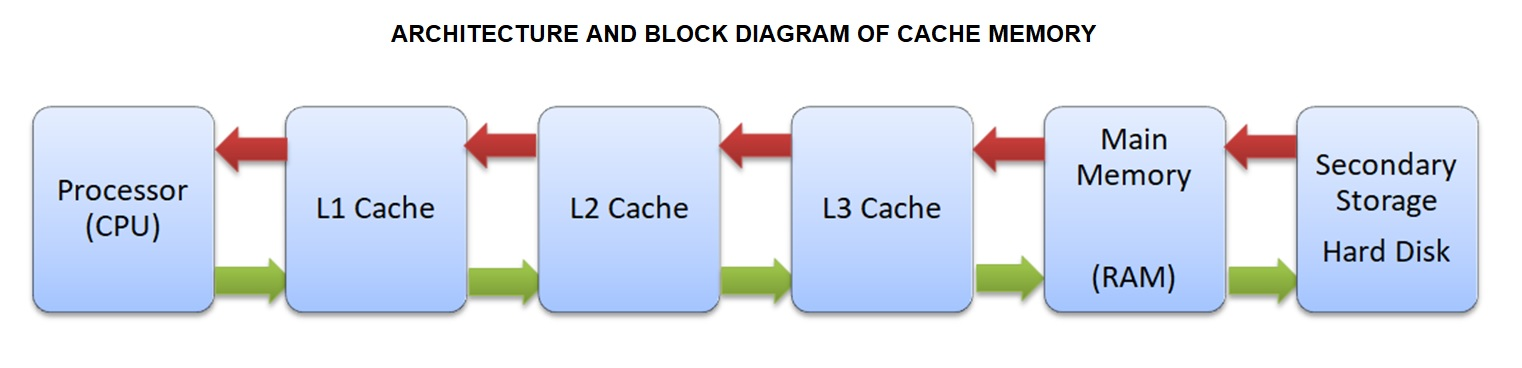 ARCHITECTURE AND BLOCK DIAGRAM OF CACHE MEMORY
Processor
(CPU)
L1 Cache
L2 Cache
L3 Cache
Main
Memory
(RAM)
Secondary
Storage
Hard Disk